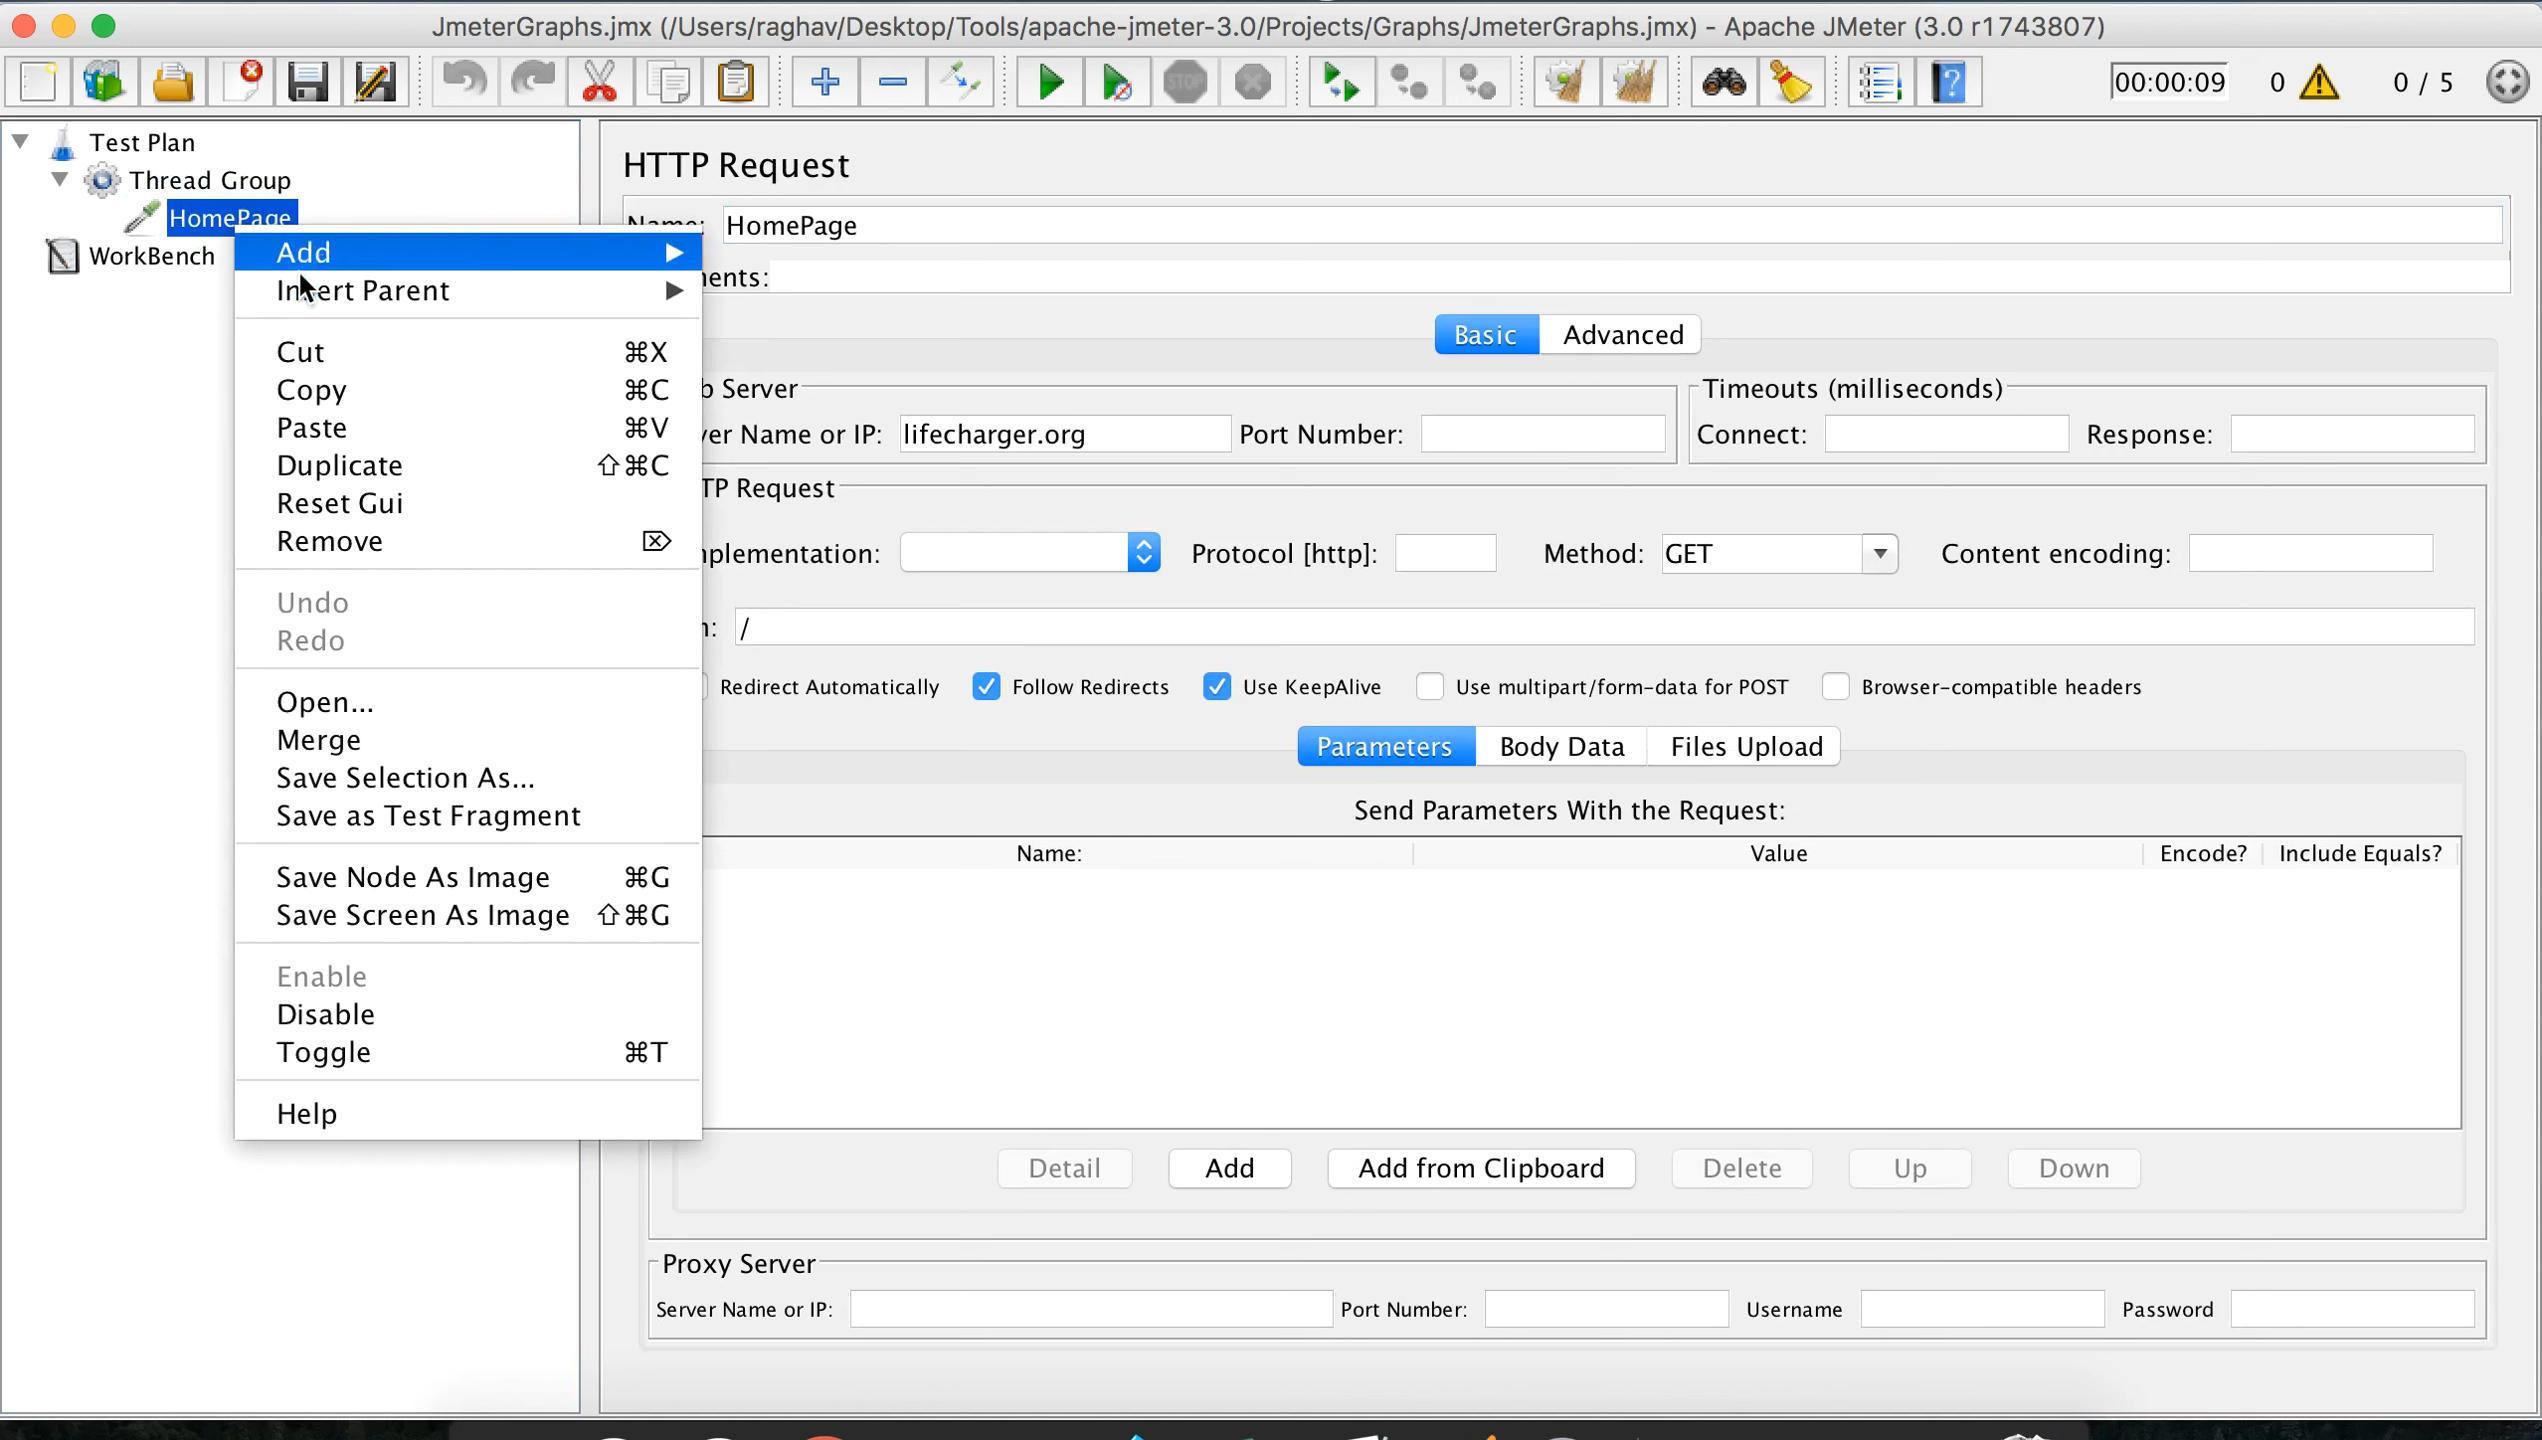 JmeterGraphs.jmx (/Users/raghav/Desktop/Tools/apache-jmeter-3.0/Projects/Graphs/JmeterGraphs.jmx) - Apache JMeter (3.0 r1743807)
STOP
00:00:09 0 0 / 5
Test Plan
Thread Group
HomePage
WorkBench
Add
Insert Parent
Cut ⌘X
Copy ⌘C
Paste ⌘V
Duplicate ⇧⌘C
Reset Gui
Remove ⌦
Undo
Redo
Open...
Merge
Save Selection As...
Save as Test Fragment
Save Node As Image ⌘G
Save Screen As Image ⇧⌘G
Enable
Disable
Toggle ⌘T
Help
HTTP Request
Name: HomePage
nents:
Basic Advanced
b Server
Timeouts (milliseconds)
ver Name or IP: lifecharger.org Port Number:
Connect: Response:
TP Request
mplementation: Protocol [http]: Method: GET Content encoding:
h: /
Redirect Automatically Follow Redirects Use KeepAlive Use multipart/form-data for POST Browser-compatible headers
Parameters Body Data Files Upload
Send Parameters With the Request:
Name: Value Encode? Include Equals?
Detail Add Add from Clipboard Delete Up Down
Proxy Server
Server Name or IP: Port Number: Username Password